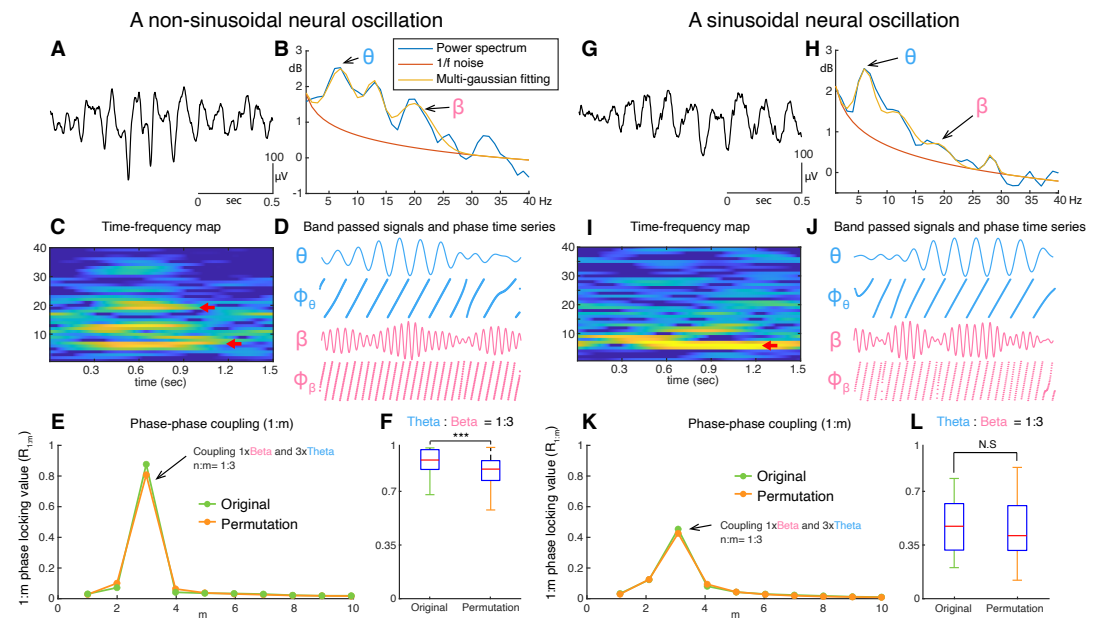 A non-sinusoidal neural oscillation
A sinusoidal neural oscillation
A
B
3
dB
2
1
0
-1
θ
β
Power spectrum
1/f noise
Multi-gaussian fitting
5 10 15 20 25 30 35 40 Hz
100
μV
0 sec 0.5
G
100
μV
0 sec 0.5
H
3
dB
2
1
0
θ
β
5 10 15 20 25 30 35 40 Hz
C Time-frequency map
40
30
20
10
0.3 0.6 0.9 1.2 1.5
time (sec)
D Band passed signals and phase time series
θ
Φθ
β
Φβ
I Time-frequency map
40
30
20
10
0.3 0.6 0.9 1.2 1.5
time (sec)
J Band passed signals and phase time series
θ
Φθ
β
Φβ
E Phase-phase coupling (1:m)
1:m phase locking value (R1:m)
1
0.8
0.6
0.4
0.2
0
Coupling 1xBeta and 3xTheta
n:m= 1:3
Original
Permutation
0 2 4 6 8 10
m
F Theta : Beta = 1:3
1
0.7
0.35
0
***
Original Permutation
K Phase-phase coupling (1:m)
1:m phase locking value (R1:m)
1
0.8
0.6
0.4
0.2
0
Original
Permutation
Coupling 1xBeta and 3xTheta
n:m= 1:3
0 2 4 6 8 10
m
L Theta : Beta = 1:3
1
0.7
0.35
0
N.S
Original Permutation